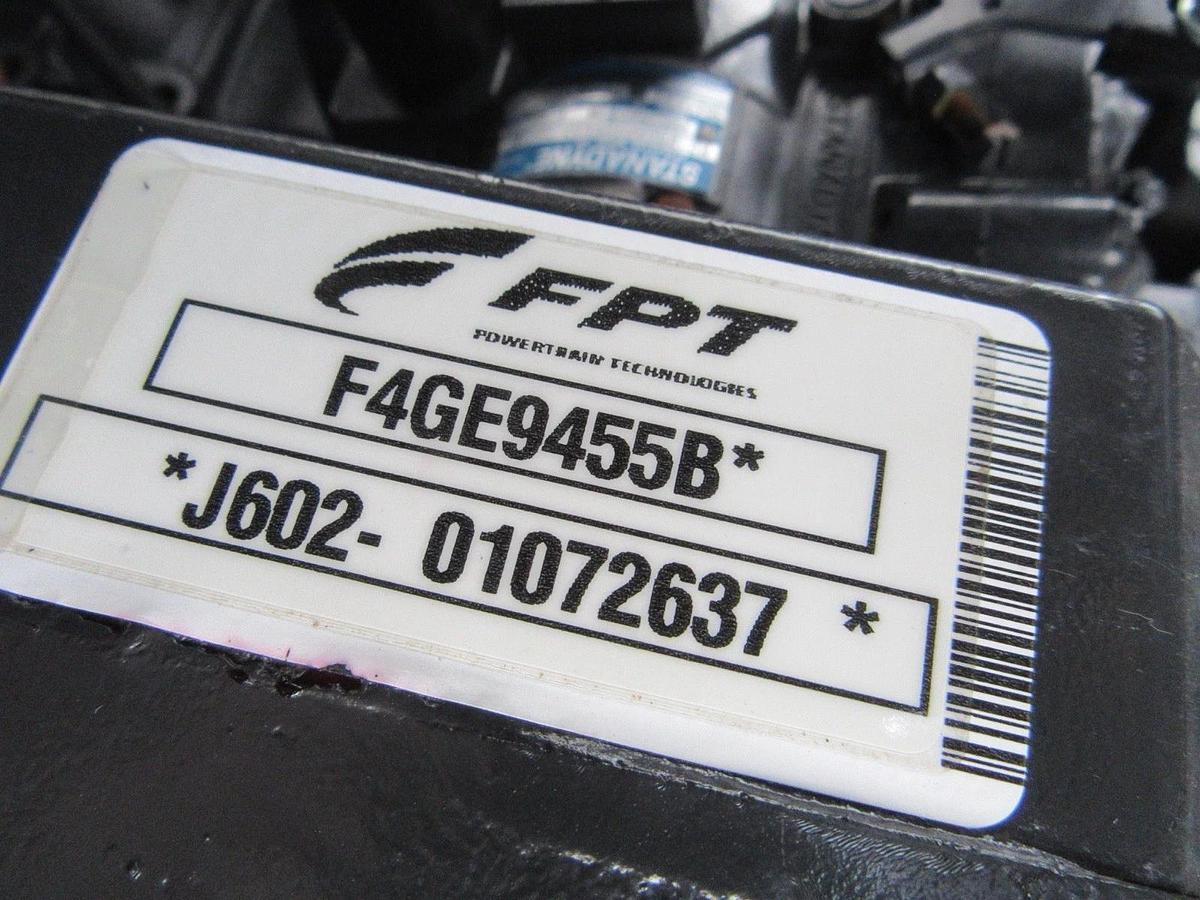 STANADYNE
FPT
POWERTRAIN TECHNOLOGIES
F4GE9455B*
*J602- 01072637 *